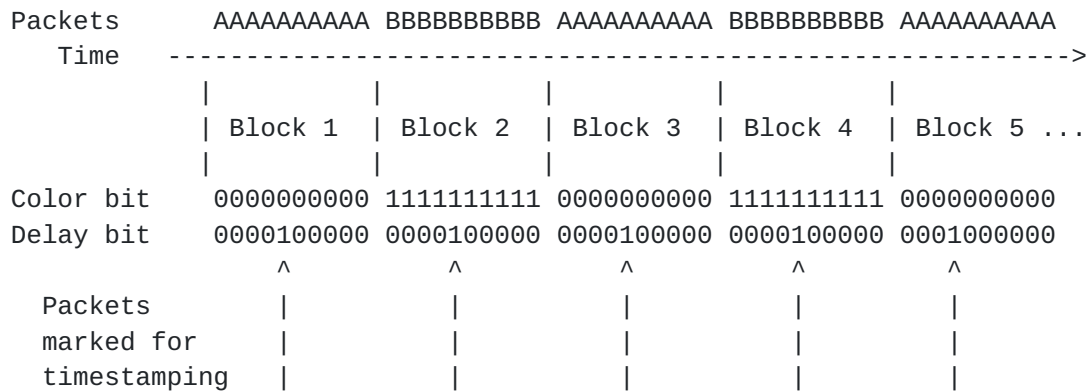 Packets      AAAAAAAAAA BBBBBBBBBB AAAAAAAAAA BBBBBBBBBB AAAAAAAAAA
   Time   ---------------------------------------------------------->
            |          |          |          |          |
            | Block 1  | Block 2  | Block 3  | Block 4  | Block 5 ...
            |          |          |          |          |
Color bit    0000000000 1111111111 0000000000 1111111111 0000000000
Delay bit    0000100000 0000100000 0000100000 0000100000 0001000000
                 ^          ^          ^          ^         ^
  Packets        |          |          |          |         |
  marked for     |          |          |          |         |
  timestamping   |          |          |          |         |